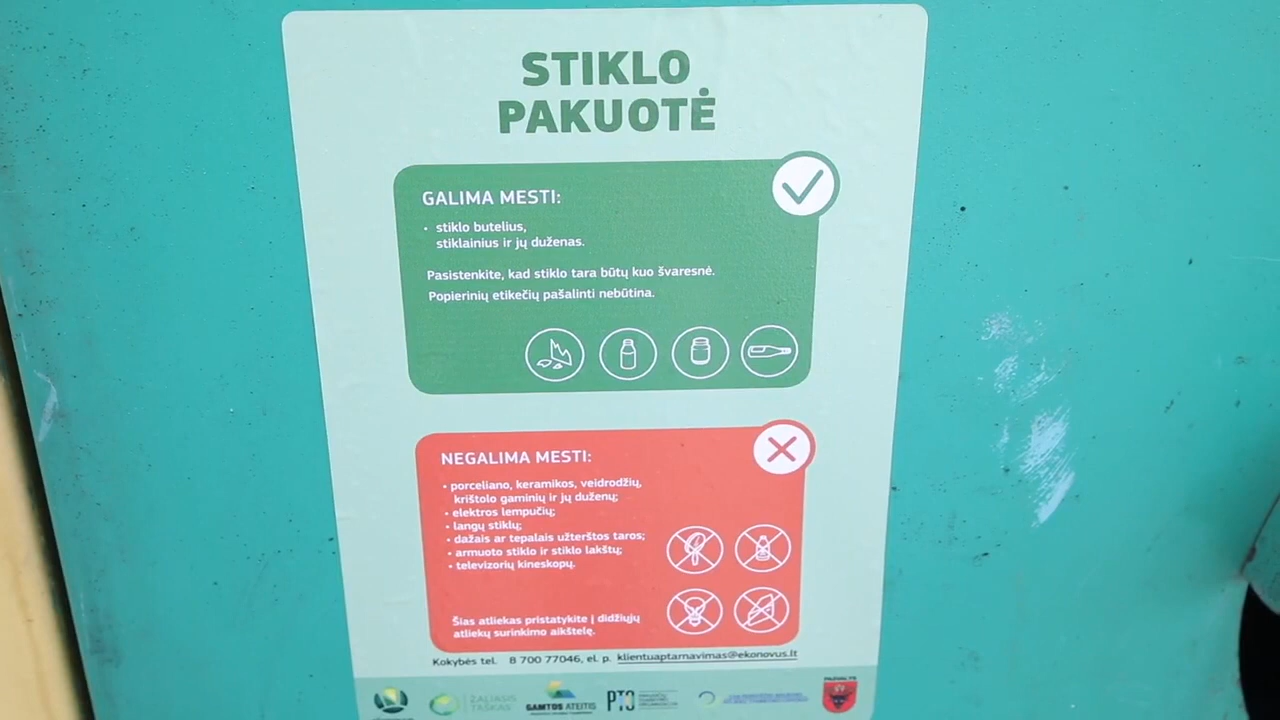 STIKLO
PAKUOTĖ
GALIMA MESTI:
• stiklo butelius,
stiklainius ir jų duženas.
Pasistenkite, kad stiklo tara būtų kuo švaresnė.
Popierinių etikečių pašalinti nebūtina.
NEGALIMA MESTI:
• porceliano, keramikos, veidrodžių,
krištolo gaminių ir jų duženų;
• elektros lempučių;
• langų stiklų;
• dažais ar tepalais užterštos taros;
• armuoto stiklo ir stiklo lakštų;
• televizorių kineskopų.
Šias atliekas pristatykite į didžiųjų
atliekų surinkimo aikštelę.
Kokybės tel. 8 700 77046, el. p. klientuaptarnavimas@ekonovus.lt
ŽALIASIS
TAŠKAS
GAMTOS ATEITIS
PTO